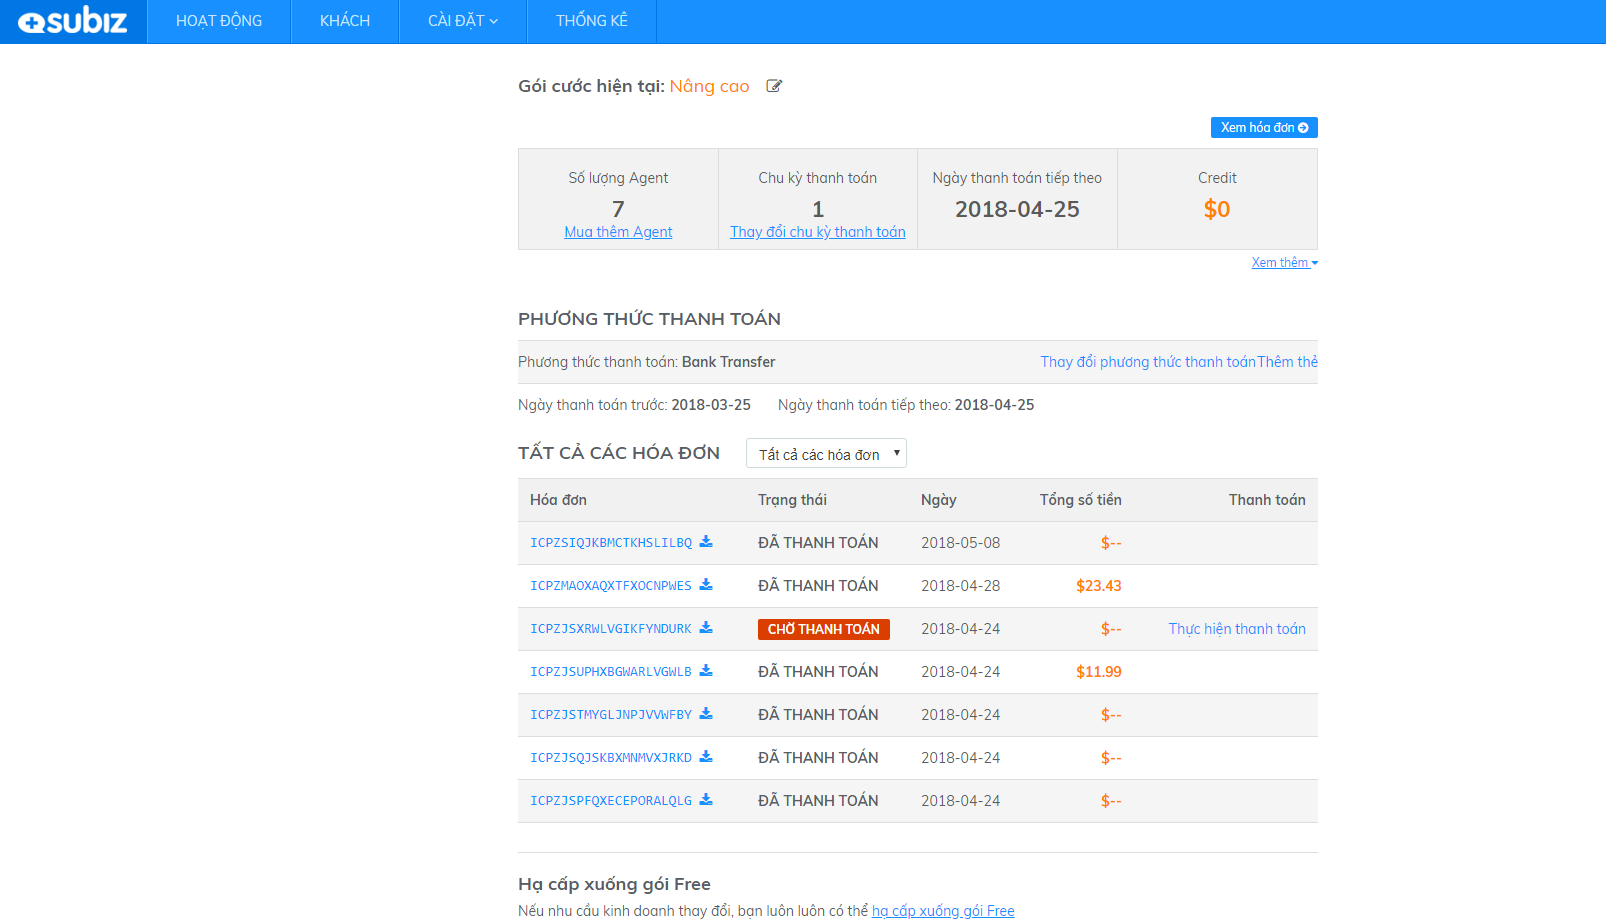 subiz HOẠT ĐỘNG KHÁCH CÀI ĐẶT THỐNG KÊ
Gói cước hiện tại: Nâng cao
Xem hóa đơn
Số lượng Agent Chu kỳ thanh toán Ngày thanh toán tiếp theo Credit
7 1 2018-04-25 $0
Mua thêm Agent Thay đổi chu kỳ thanh toán
Xem thêm
PHƯƠNG THỨC THANH TOÁN
Phương thức thanh toán: Bank Transfer Thay đổi phương thức thanh toán Thêm thẻ
Ngày thanh toán trước: 2018-03-25 Ngày thanh toán tiếp theo: 2018-04-25
TẤT CẢ CÁC HÓA ĐƠN Tất cả các hóa đơn
Hóa đơn Trạng thái Ngày Tổng số tiền Thanh toán
ICPZSIQJKBMCTKHSLILBQ ĐÃ THANH TOÁN 2018-05-08 $--
ICPZMAOXAQXTFXOCNPWES ĐÃ THANH TOÁN 2018-04-28 $23.43
ICPZJSXRWLVGIKFYNDURK CHỜ THANH TOÁN 2018-04-24 $-- Thực hiện thanh toán
ICPZJSUPHXBGWARLVGWLB ĐÃ THANH TOÁN 2018-04-24 $11.99
ICPZJSTMYGLJNPJVVWFBY ĐÃ THANH TOÁN 2018-04-24 $--
ICPZJSQJSKBXMNMVXJRKD ĐÃ THANH TOÁN 2018-04-24 $--
ICPZJSPFQXECEPORALQLG ĐÃ THANH TOÁN 2018-04-24 $--
Hạ cấp xuống gói Free
Nếu nhu cầu kinh doanh thay đổi, bạn luôn luôn có thể hạ cấp xuống gói Free